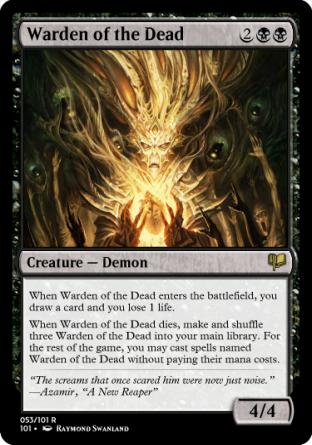 Warden of the Dead 2
Creature — Demon
When Warden of the Dead enters the battlefield, you
draw a card and you lose 1 life.
When Warden of the Dead dies, make and shuffle
three Warden of the Dead into your main library. For
the rest of the game, you may cast spells named
Warden of the Dead without paying their mana costs.
“The screams that once scared him were now just noise.”
—Azamir, “A New Reaper”
4/4
053/101 R
101 • RAYMOND SWANLAND